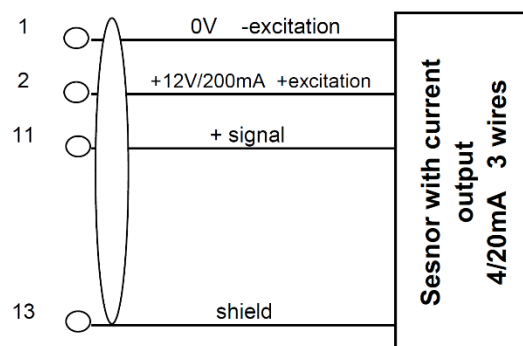 1
0V -excitation
2
+12V/200mA +excitation
11
+ signal
13
shield
Sesnor with current
output
4/20mA 3 wires